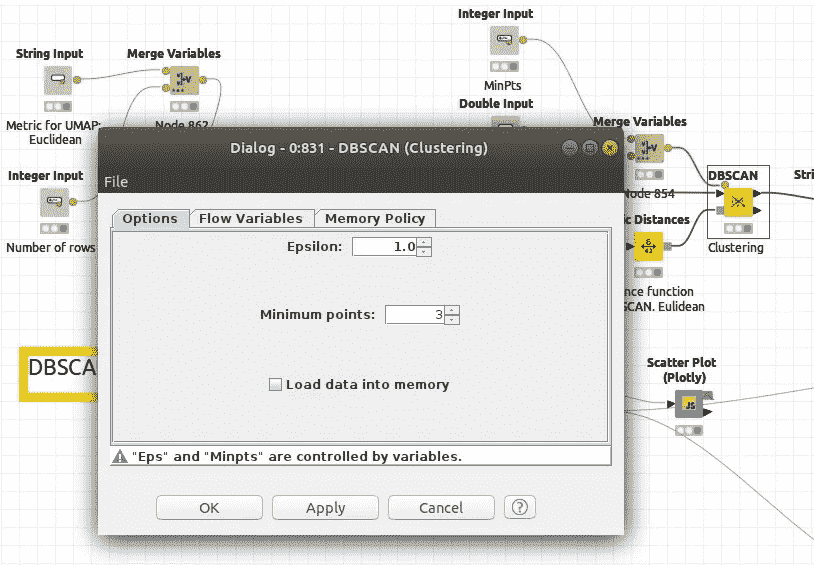 Integer Input
String Input
Merge Variables
MinPts
Metric for UMAP:
Euclidean
Node 862
Double Input
Merge Variables
Dialog - 0:831 - DBSCAN (Clustering)
File
Integer Input
Number of rows
Node 854
DBSCAN
Stri
Clustering
ic Distances
nce function
SCAN. Eulidean
Options
Flow Variables
Memory Policy
Epsilon: 1.0
Minimum points: 3
Load data into memory
"Eps" and "Minpts" are controlled by variables.
OK
Apply
Cancel
?
DBSCA
Scatter Plot
(Plotly)
JS